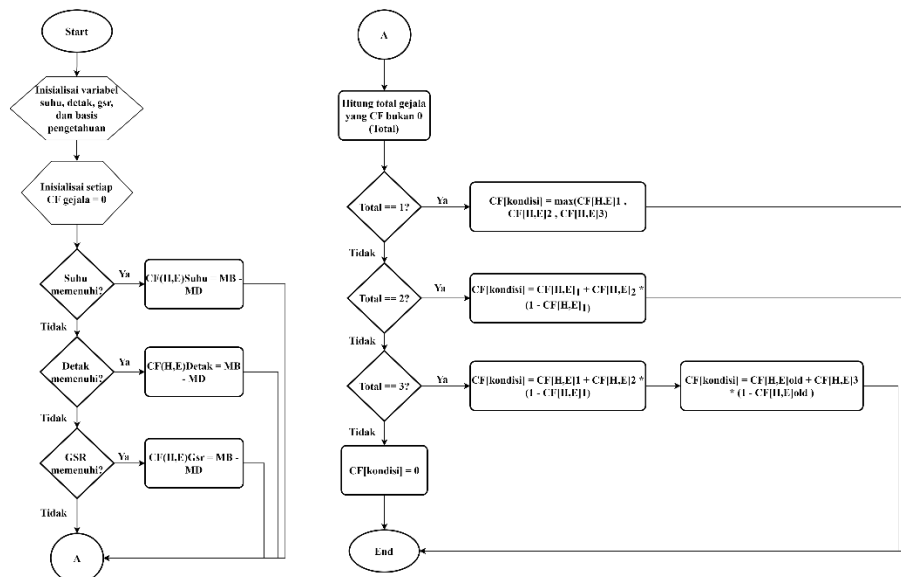 Start
Inisialisai variabel
suhu, detak, gsr,
dan basis
pengetahuan
Inisialisai setiap
CF gejala = 0
Suhu
memenuhi?
Ya
CF(H,E)Suhu MB -
MD
Tidak
Detak
memenuhi?
Ya
CF(H,E)Detak = MB
- MD
Tidak
GSR
memenuhi?
Ya
CF(H,E)Gsr = MB -
MD
Tidak
A
A
Hitung total gejala
yang CF bukan 0
(Total)
Total == 1?
Ya
CF[kondisi] = max(CF[H,E]1 ,
CF[H,E]2 , CF[H,E]3)
Tidak
Total == 2?
Ya
CF[kondisi] = CF[H,E]1 + CF[H,E]2 *
(1 - CF[H,E]1)
Tidak
Total == 3?
Ya
CF[kondisi] = CF[H,E]1 + CF[H,E]2 *
(1 - CF[H,E]1)
CF[kondisi] = CF[H,E]old + CF[H,E]3
* (1 - CF[H,E]old )
Tidak
CF[kondisi] = 0
End